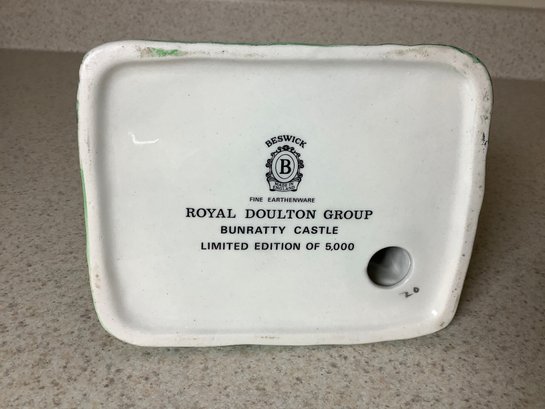 BESWICK
B
MADE IN
ENGLAND
FINE EARTHENWARE
ROYAL DOULTON GROUP
BUNRATTY CASTLE
LIMITED EDITION OF 5,000
20